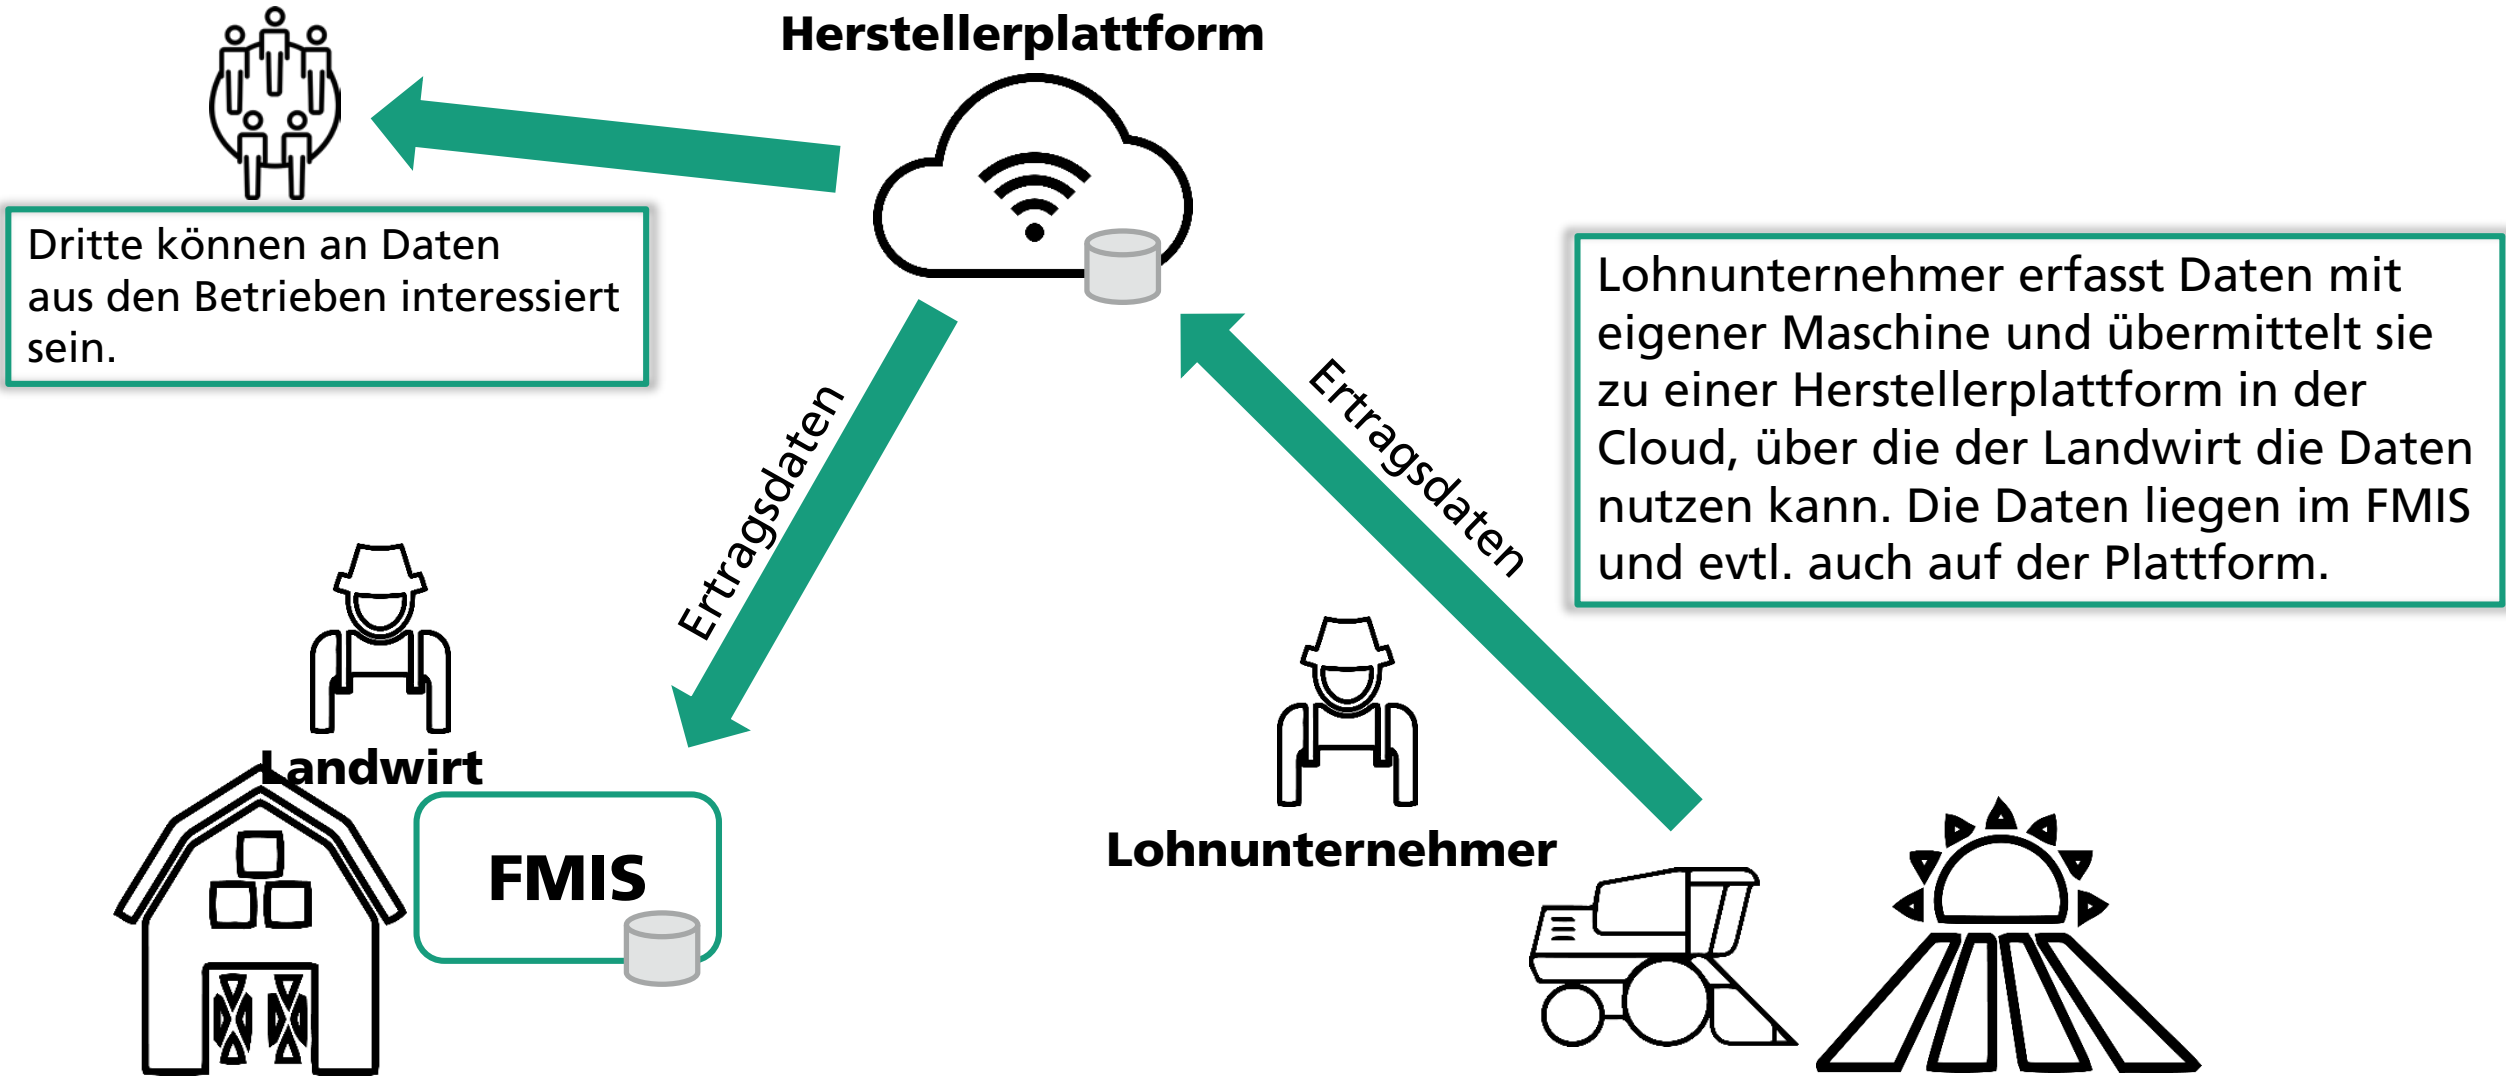 Herstellerplattform
Dritte können an Daten
aus den Betrieben interessiert
sein.
Lohnunternehmer erfasst Daten mit
eigener Maschine und übermittelt sie
zu einer Herstellerplattform in der
Cloud, über die der Landwirt die Daten
nutzen kann. Die Daten liegen im FMIS
und evtl. auch auf der Plattform.
Ertragsdaten
Ertragsdaten
Landwirt
FMIS
Lohnunternehmer